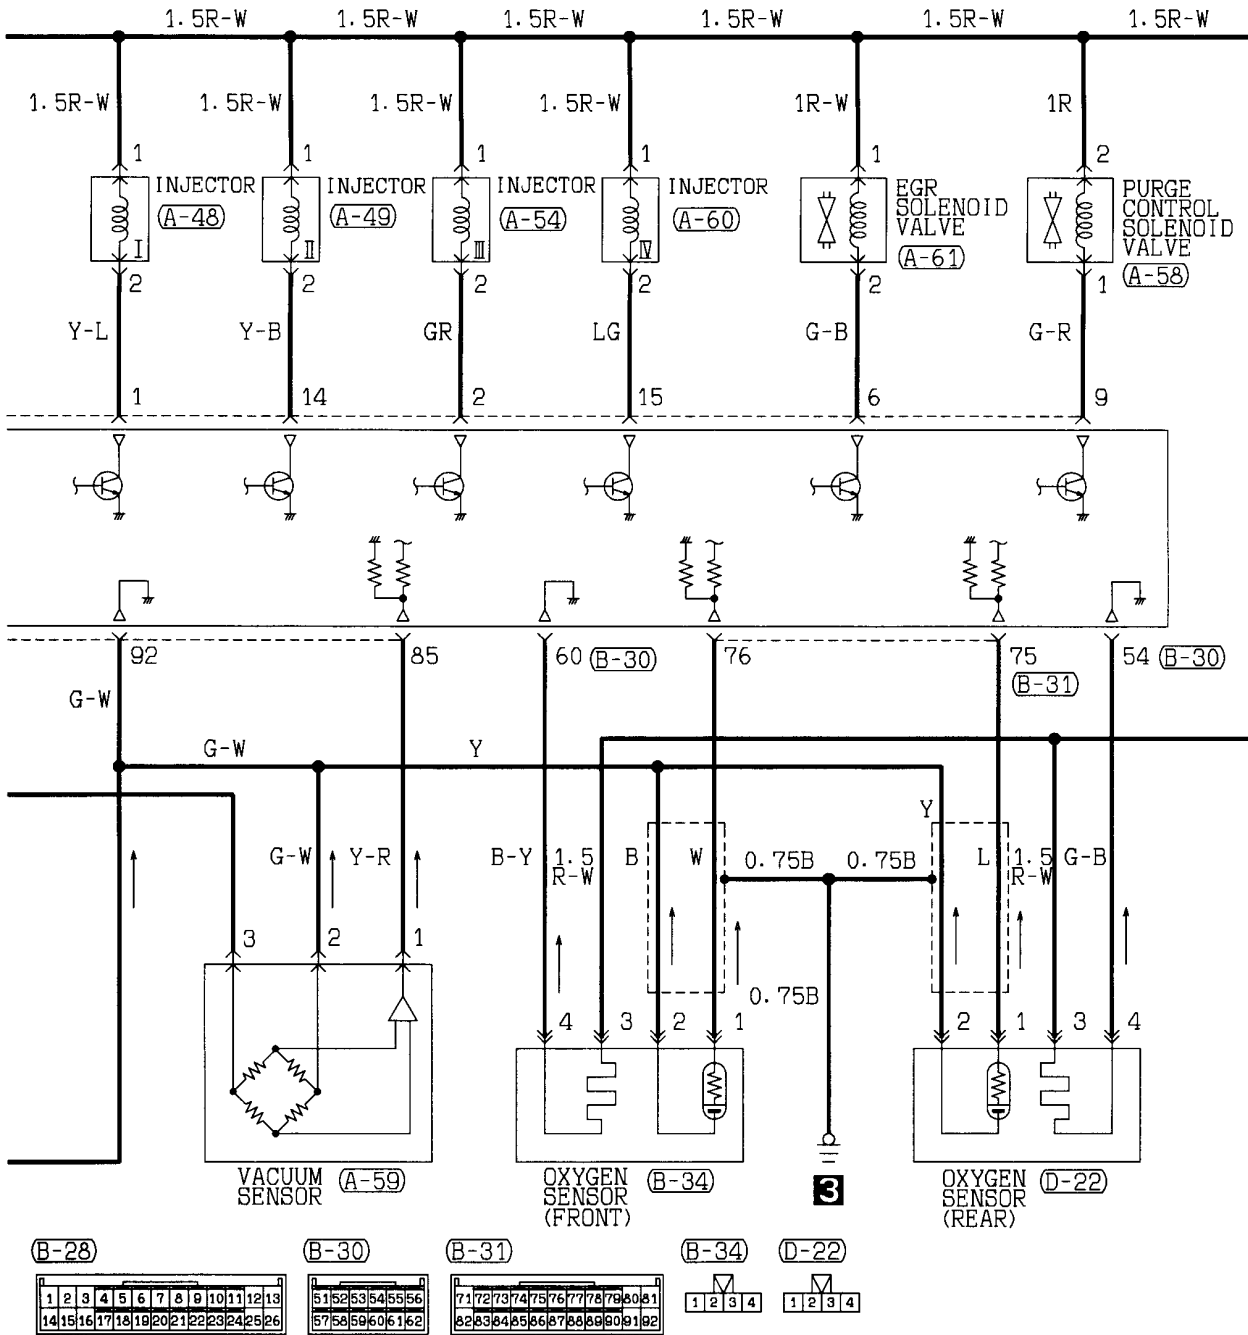 1.5R-W 1.5R-W 1.5R-W 1.5R-W 1.5R-W 1.5R-W
1.5R-W 1.5R-W 1.5R-W 1.5R-W 1R-W 1R
1 1 1 1 1 2
INJECTOR INJECTOR INJECTOR INJECTOR EGR SOLENOID VALVE PURGE CONTROL SOLENOID VALVE
A-48 A-49 A-54 A-60 A-61 A-58
I II III IV
2 2 2 2 2 1
Y-L Y-B GR LG G-B G-R
1 14 2 15 6 9
92 85 60 B-30 76 75 54 B-30
B-31
G-W
G-W Y
Y
G-W Y-R B-Y 1.5 R-W B W 0.75B 0.75B L 1.5 R-W G-B
3 2 1
0.75B
4 3 2 1 2 1 3 4
VACUUM SENSOR A-59
OXYGEN SENSOR (FRONT) B-34
3
OXYGEN SENSOR (REAR) D-22
B-28 B-30 B-31 B-34 D-22
1 2 3 4 5 6 7 8 9 10 11 12 13
14 15 16 17 18 19 20 21 22 23 24 25 26
51 52 53 54 55 56
57 58 59 60 61 62
71 72 73 74 75 76 77 78 79 80 81
82 83 84 85 86 87 88 89 90 91 92
1 2 3 4
1 2 3 4